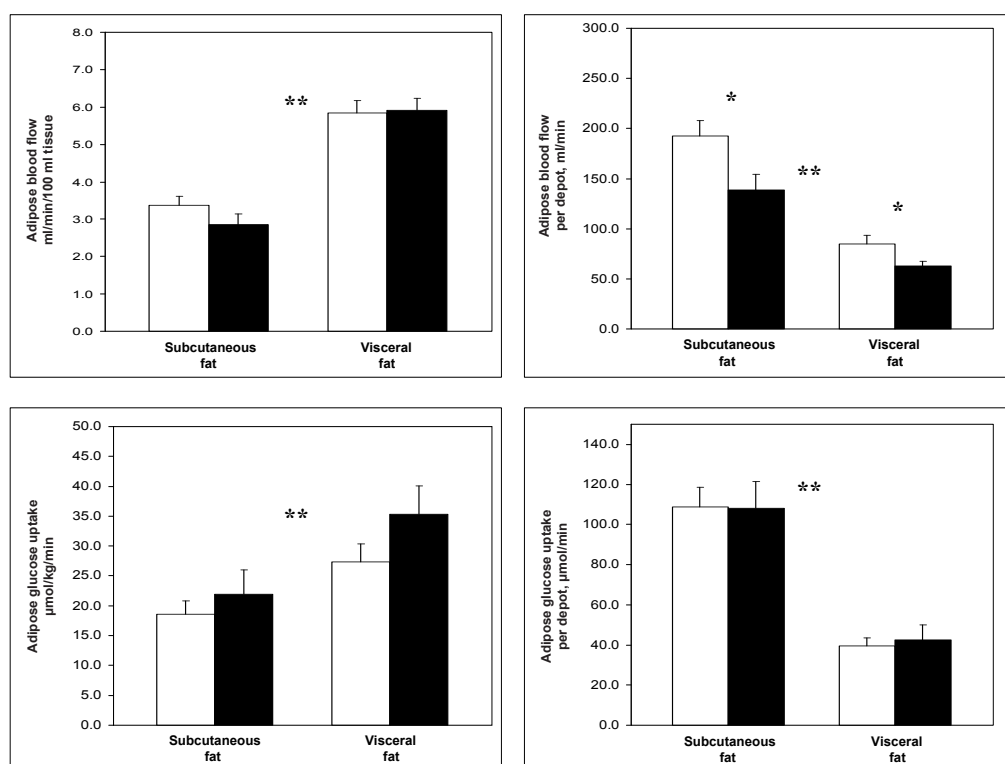 Adipose blood flow
ml/min/100 ml tissue
8.0
7.0
6.0
5.0
4.0
3.0
2.0
1.0
0.0
**
Subcutaneous
fat
Visceral
fat
Adipose blood flow
per depot, ml/min
300.0
250.0
200.0
150.0
100.0
50.0
0.0
*
**
*
Subcutaneous
fat
Visceral
fat
Adipose glucose uptake
µmol/kg/min
50.0
45.0
40.0
35.0
30.0
25.0
20.0
15.0
10.0
5.0
0.0
**
Subcutaneous
fat
Visceral
fat
Adipose glucose uptake
per depot, µmol/min
140.0
120.0
100.0
80.0
60.0
40.0
20.0
0.0
**
Subcutaneous
fat
Visceral
fat